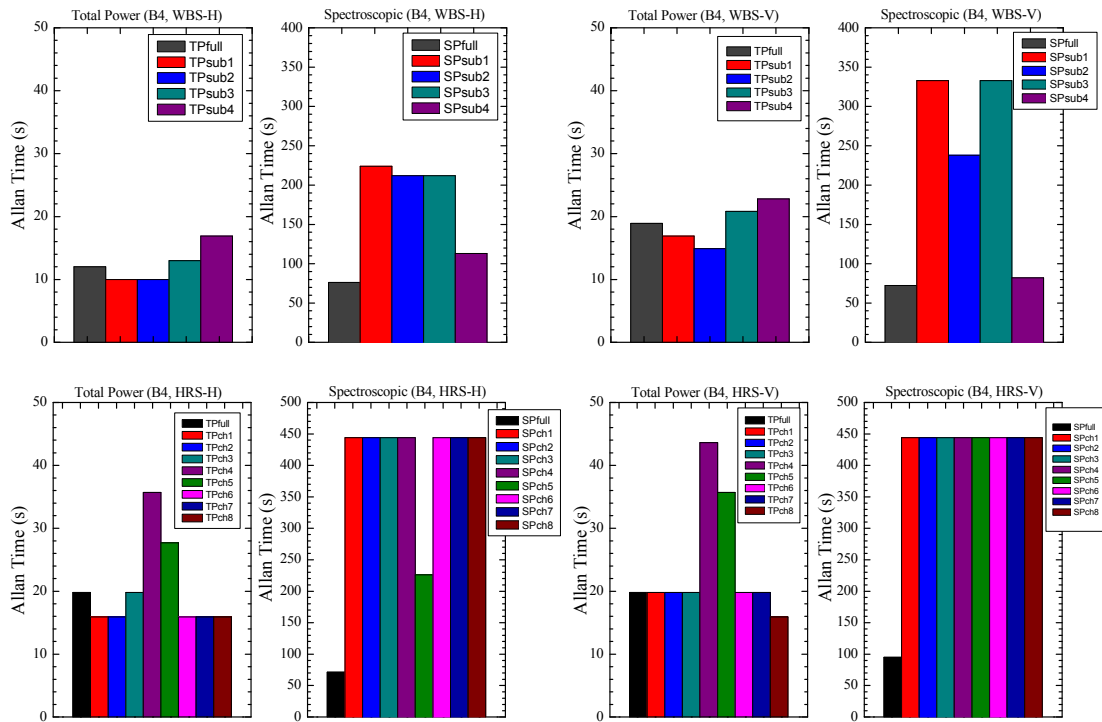 Total Power (B4, WBS-H)
50
40
30
20
10
0
Allan Time (s)
TPfull
TPsub1
TPsub2
TPsub3
TPsub4
Spectroscopic (B4, WBS-H)
400
350
300
250
200
150
100
50
0
SPfull
SPsub1
SPsub2
SPsub3
SPsub4
Total Power (B4, WBS-V)
50
40
30
20
10
0
Allan Time (s)
TPfull
TPsub1
TPsub2
TPsub3
TPsub4
Spectroscopic (B4, WBS-V)
400
350
300
250
200
150
100
50
0
Allan Time (s)
SPfull
SPsub1
SPsub2
SPsub3
SPsub4
Total Power (B4, HRS-H)
50
40
30
20
10
0
Allan Time (s)
TPfull
TPch1
TPch2
TPch3
TPch4
TPch5
TPch6
TPch7
TPch8
Spectroscopic (B4, HRS-H)
500
450
400
350
300
250
200
150
100
50
0
SPfull
SPch1
SPch2
SPch3
SPch4
SPch5
SPch6
SPch7
SPch8
Total Power (B4, HRS-V)
50
40
30
20
10
0
Allan Time (s)
TPfull
TPch1
TPch2
TPch3
TPch4
TPch5
TPch6
TPch7
TPch8
Spectroscopic (B4, HRS-V)
500
450
400
350
300
250
200
150
100
50
0
Allan Time (s)
SPfull
SPch1
SPch2
SPch3
SPch4
SPch5
SPch6
SPch7
SPch8